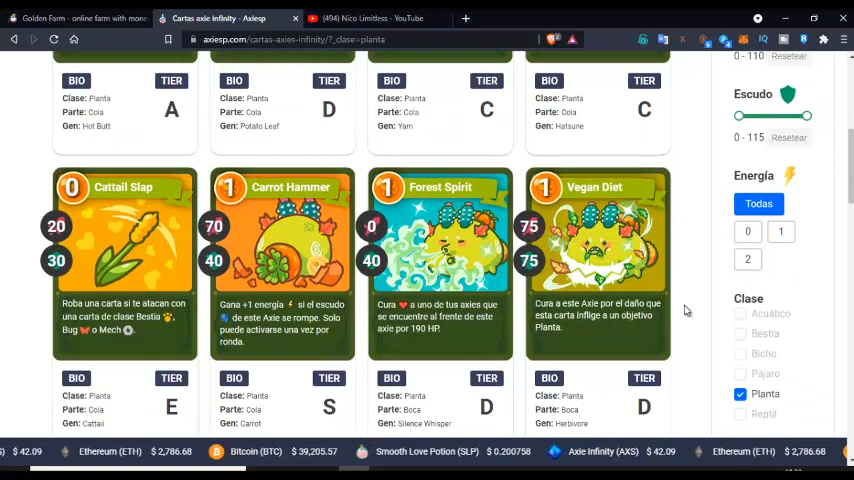 Golden Farm - online farm with mone
Cartas axie infinity - Axiesp
(494) Nico Limitless - YouTube
axiesp.com/cartas-axies-infinity/?_clase=planta
BIO TIER
Clase: Planta
Parte: Cola
Gen: Hot Butt
A
BIO TIER
Clase: Planta
Parte: Cola
Gen: Potato Leaf
D
BIO TIER
Clase: Planta
Parte: Cola
Gen: Yam
C
BIO TIER
Clase: Planta
Parte: Cola
Gen: Hatsune
C
0 Cattail Slap
20
30
Roba una carta si te atacan con
una carta de clase Bestia,
Bug o Mech.
BIO TIER
Clase: Planta
Parte: Cola
Gen: Cattail
E
1 Carrot Hammer
70
40
Gana +1 energía si el escudo
de este Axie se rompe. Solo
puede activarse una vez por
ronda.
BIO TIER
Clase: Planta
Parte: Cola
Gen: Carrot
S
1 Forest Spirit
0
40
Cura a uno de tus axies que
se encuentre al frente de este
axie por 190 HP.
BIO TIER
Clase: Planta
Parte: Boca
Gen: Silence Whisper
D
1 Vegan Diet
75
75
Cura a este Axie por el daño que
esta carta inflige a un objetivo
Planta.
BIO TIER
Clase: Planta
Parte: Boca
Gen: Herbivore
D
0 - 110 Resetear
Escudo
0 - 115 Resetear
Energía
Todas
0 1
2
Clase
Acuático
Bestia
Bicho
Pájaro
Planta
Reptil
$ 42.09 Ethereum (ETH) $ 2,786.68 Bitcoin (BTC) $ 39,205.57 Smooth Love Potion (SLP) $ 0.200758 Axie Infinity (AXS) $ 42.09 Ethereum (ETH) $ 2,786.68